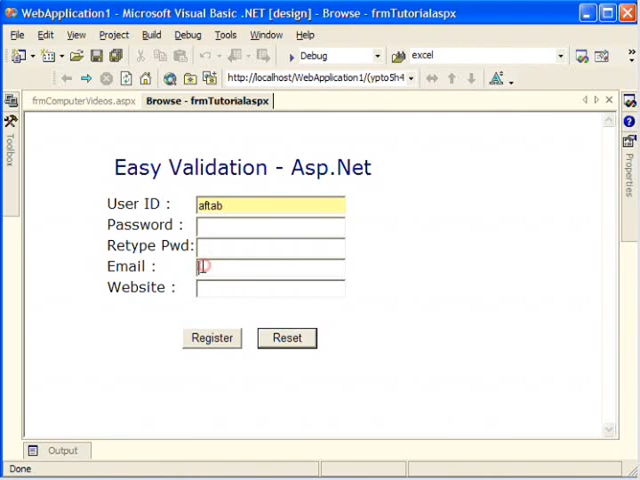 WebApplication1 - Microsoft Visual Basic .NET [design] - Browse - frmTutorialaspx
File Edit View Project Build Debug Tools Window Help
Debug excel
http://localhost/WebApplication1/(ypto5h4
frmComputerVideos.aspx Browse - frmTutorialaspx
Toolbox
Properties
Easy Validation - Asp.Net
User ID : aftab
Password :
Retype Pwd:
Email :
Website :
Register Reset
Output
Done